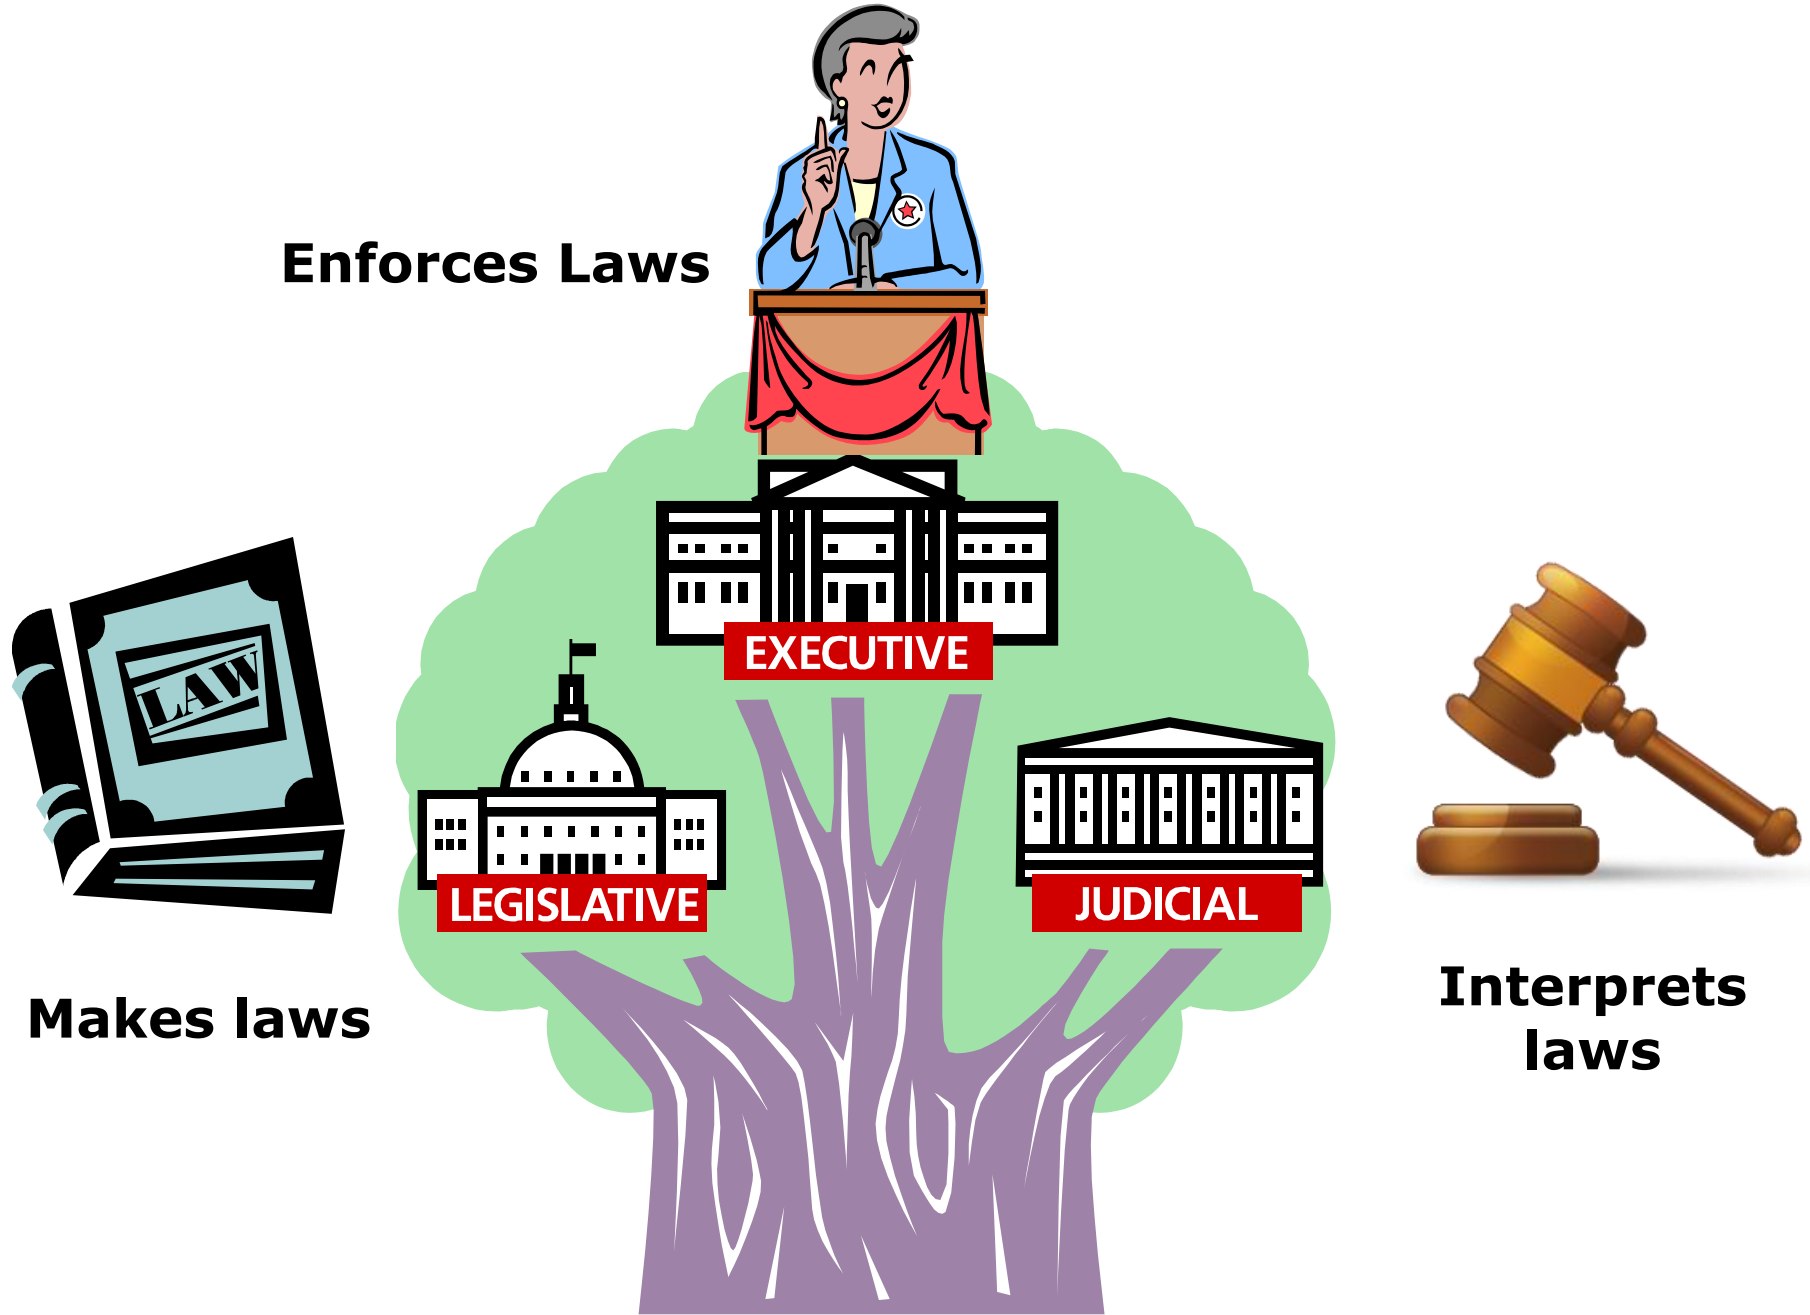 Enforces Laws
EXECUTIVE
LAW
LEGISLATIVE
JUDICIAL
Makes laws
Interprets
laws